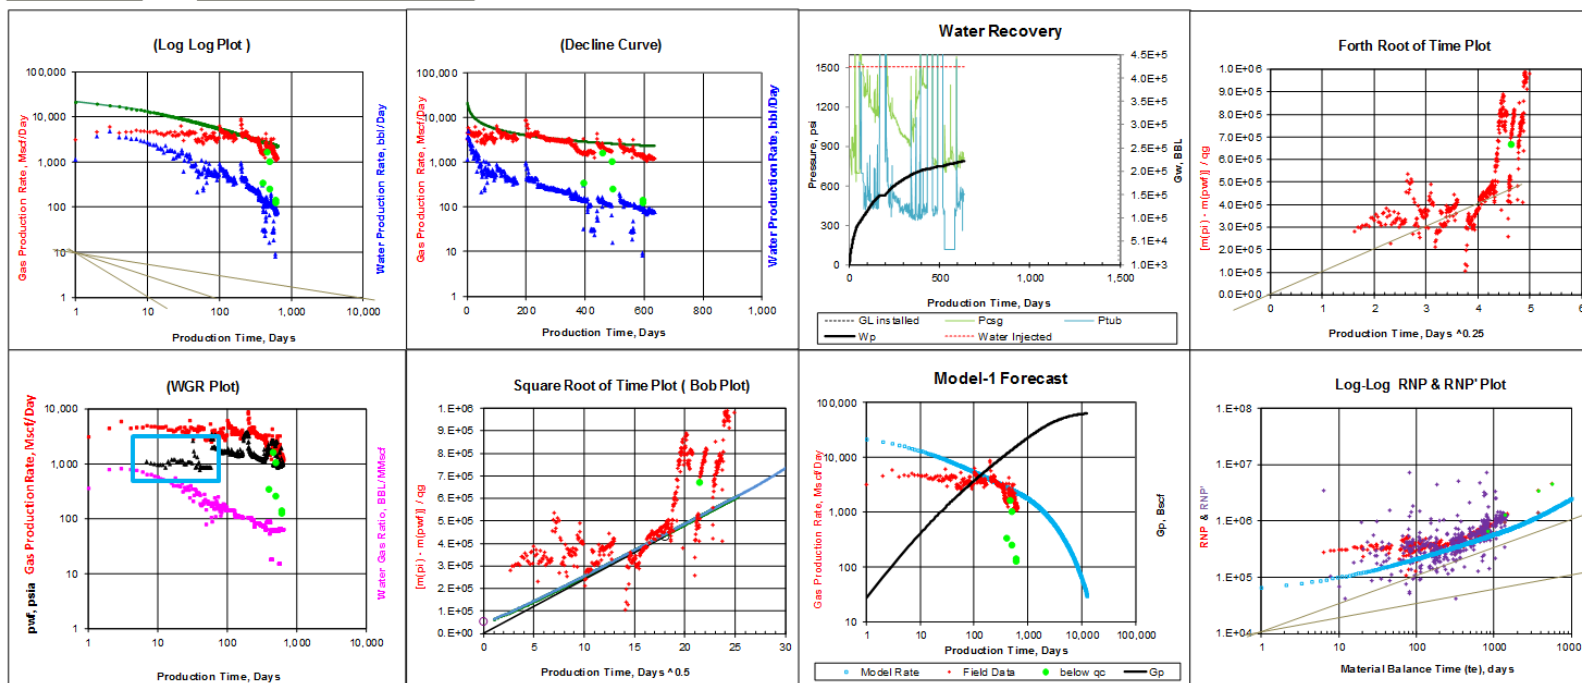 (Log Log Plot )
100,000
10,000
1,000
100
10
1
1
10
100
1,000
10,000
Gas Production Rate, Mscf/Day
Water Production Rate, bbl/Day
Production Time, Days
(Decline Curve)
100,000
10,000
1,000
100
10
1
0
200
400
600
800
1,000
Gas Production Rate, Mscf/Day
Water Production Rate, bbl/Day
Production Time, Days
Water Recovery
1500
1200
900
600
300
0
4.5E+5
4.0E+5
3.5E+5
3.0E+5
2.5E+5
2.0E+5
1.5E+5
1.0E+5
5.1E+4
1.0E+3
0
500
1,000
1,500
Pressure, psi
Gw, BBL
Production Time, Days
GL installed
Pcsg
Ptub
Wp
Water Injected
Forth Root of Time Plot
1.0E+06
9.0E+05
8.0E+05
7.0E+05
6.0E+05
5.0E+05
4.0E+05
3.0E+05
2.0E+05
1.0E+05
0.0E+00
0
1
2
3
4
5
6
[m(pi) - m(pwf)] / qg
Production Time, Days ^0.25
(WGR Plot)
10,000
1,000
100
10
1
1
10
100
1,000
10,000
pwf, psia Gas Production Rate, Mscf/Day
Water Gas Ratio, BBL/MMscf
Production Time, Days
Square Root of Time Plot ( Bob Plot)
1.E+06
9.E+05
8.E+05
7.E+05
6.E+05
5.E+05
4.E+05
3.E+05
2.E+05
1.E+05
0.E+00
0
5
10
15
20
25
30
[m(pi) - m(pwf)] / qg
Production Time, Days ^0.5
Model-1 Forecast
100,000
10,000
1,000
100
10
1
10
100
1,000
10,000
100,000
Gas Production Rate, Mscf/Day
Gp, Bscf
Production Time, Days
Model Rate
Field Data
below qc
Gp
Log-Log RNP & RNP' Plot
1.E+08
1.E+07
1.E+06
1.E+05
1.E+04
1
10
100
1000
1000
RNP & RNP'
Material Balance Time (te), days